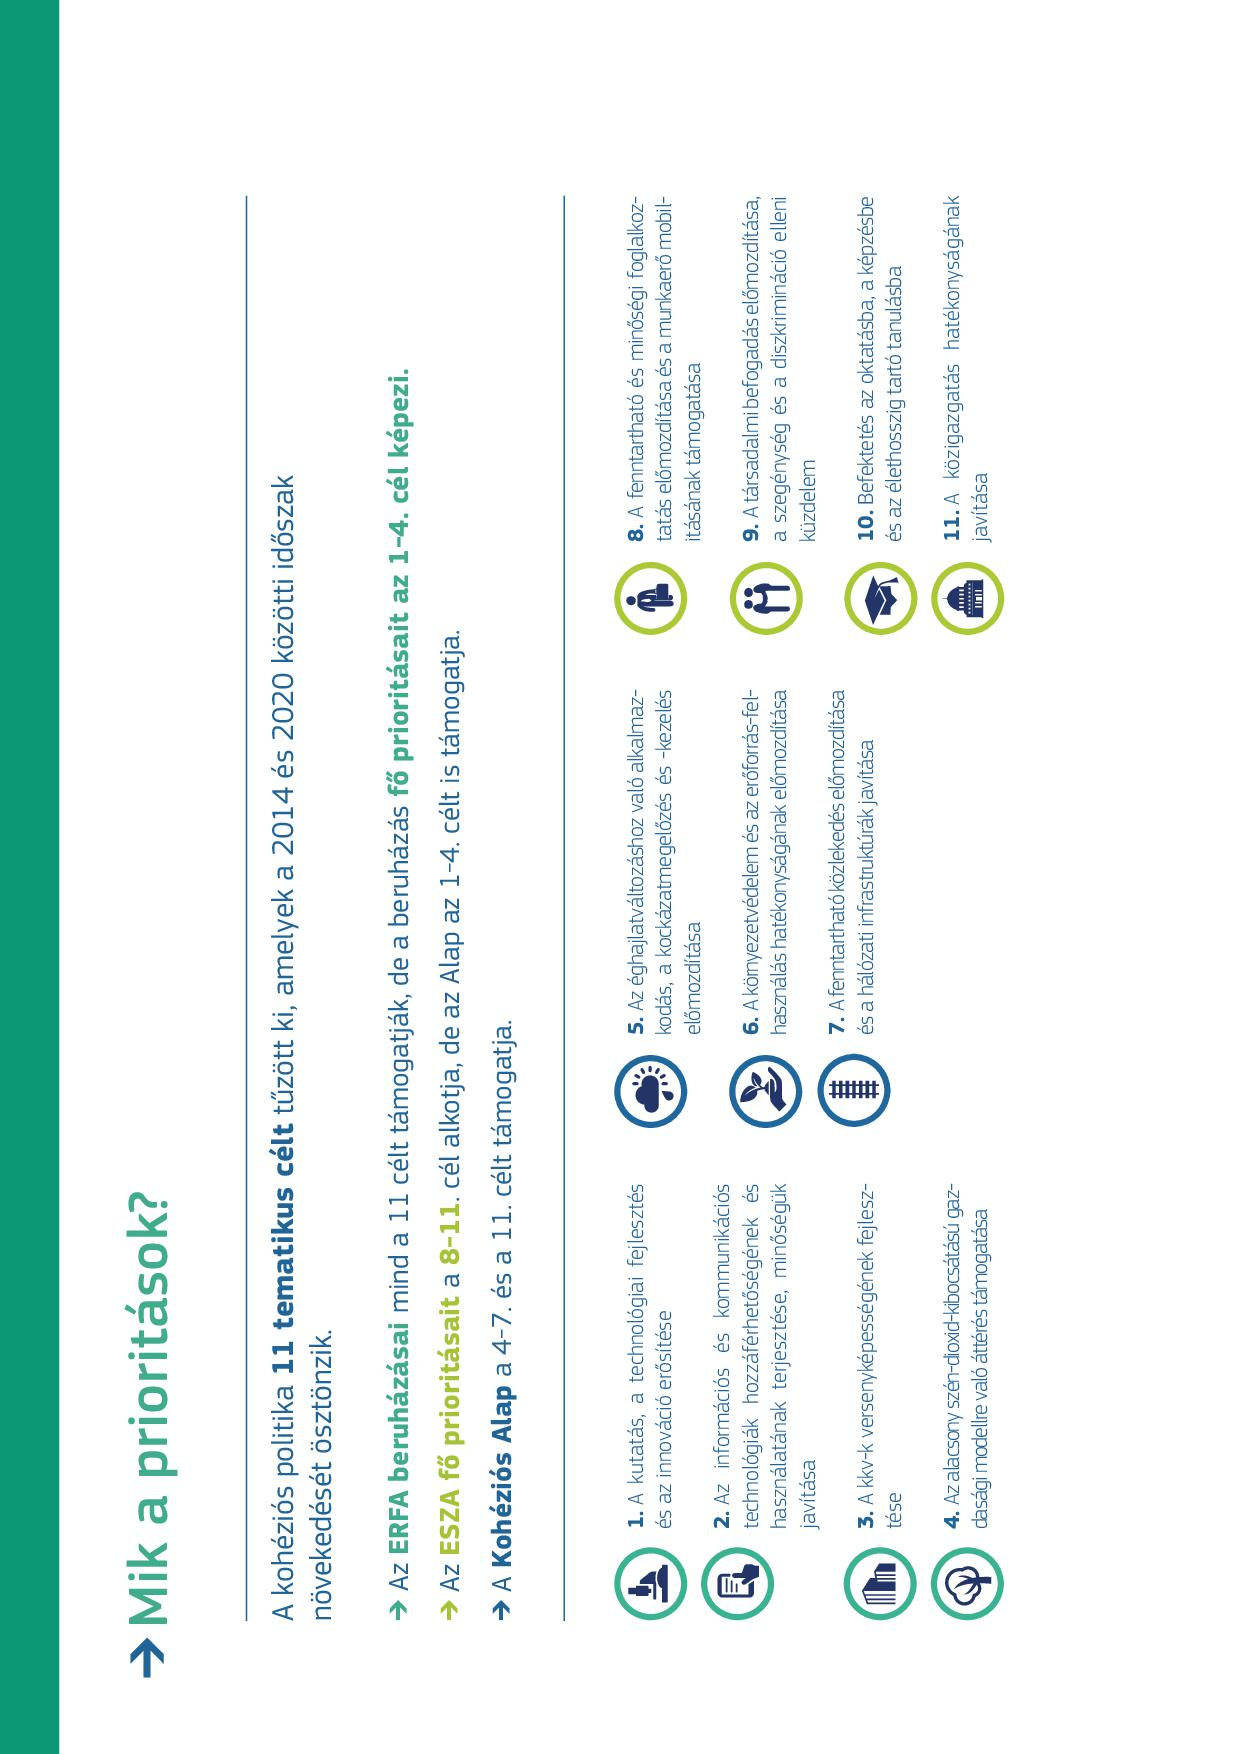 Mik a prioritások?
A kohéziós politika 11 tematikus célt tűzött ki, amelyek a 2014 és 2020 közötti időszak
növekedését ösztönzik.
Az ERFA beruházásai mind a 11 célt támogatják, de a beruházás fő prioritásait az 1–4. cél képezi.
Az ESZA fő prioritásait a 8–11. cél alkotja, de az Alap az 1–4. célt is támogatja.
A Kohéziós Alap a 4-7. és a 11. célt támogatja.
1. A kutatás, a technológiai fejlesztés
és az innováció erősítése
2. Az információs és kommunikációs
technológiák hozzáférhetőségének és
használatának terjesztése, minőségük
javítása
3. A kkv-k versenyképességének fejlesz-
tése
4. Az alacsony szén-dioxid-kibocsátású gaz-
dasági modellre való áttérés támogatása
5. Az éghajlatváltozáshoz való alkalmaz-
kodás, a kockázatmegelőzés és -kezelés
előmozdítása
6. A környezetvédelem és az erőforrás-fel-
használás hatékonyságának előmozdítása
7. A fenntartható közlekedés előmozdítása
és a hálózati infrastruktúrák javítása
8. A fenntartható és minőségi foglalkoz-
tatás előmozdítása és a munkaerő mobil-
itásának támogatása
9. A társadalmi befogadás előmozdítása,
a szegénység és a diszkrimináció elleni
küzdelem
10. Befektetés az oktatásba, a képzésbe
és az élethosszig tartó tanulásba
11. A közigazgatás hatékonyságának
javítása